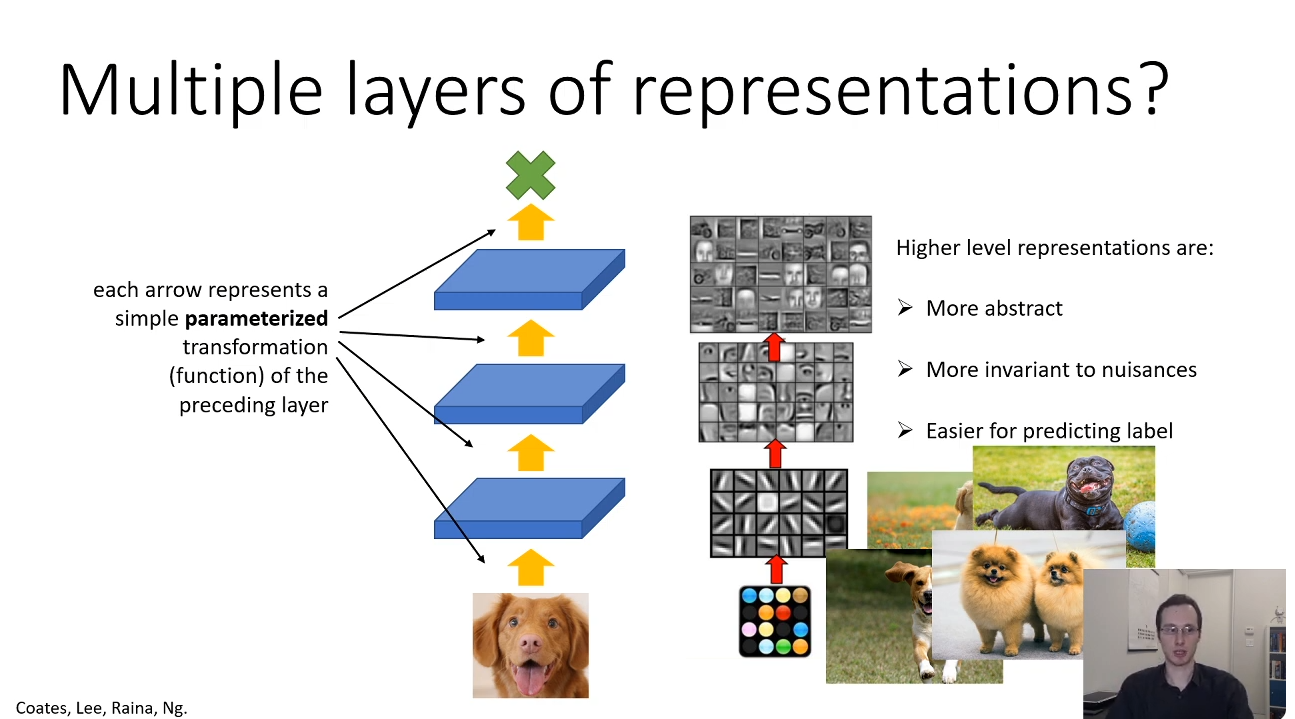 Multiple layers of representations?
each arrow represents a
simple parameterized
transformation
(function) of the
preceding layer
Higher level representations are:
➢ More abstract
➢ More invariant to nuisances
➢ Easier for predicting label
Coates, Lee, Raina, Ng.